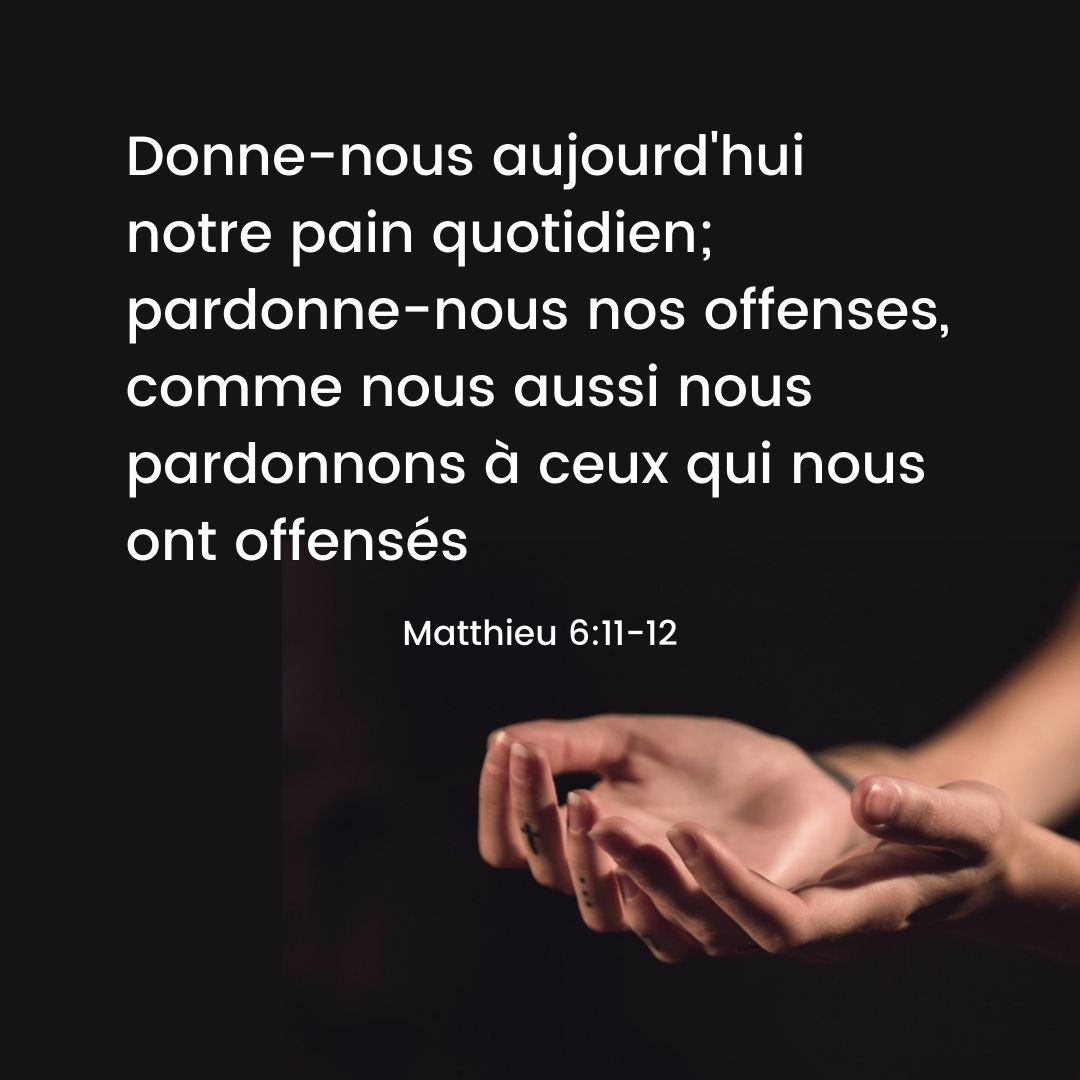 Donne-nous aujourd'hui
notre pain quotidien;
pardonne-nous nos offenses,
comme nous aussi nous
pardonnons à ceux qui nous
ont offensés
Matthieu 6:11-12